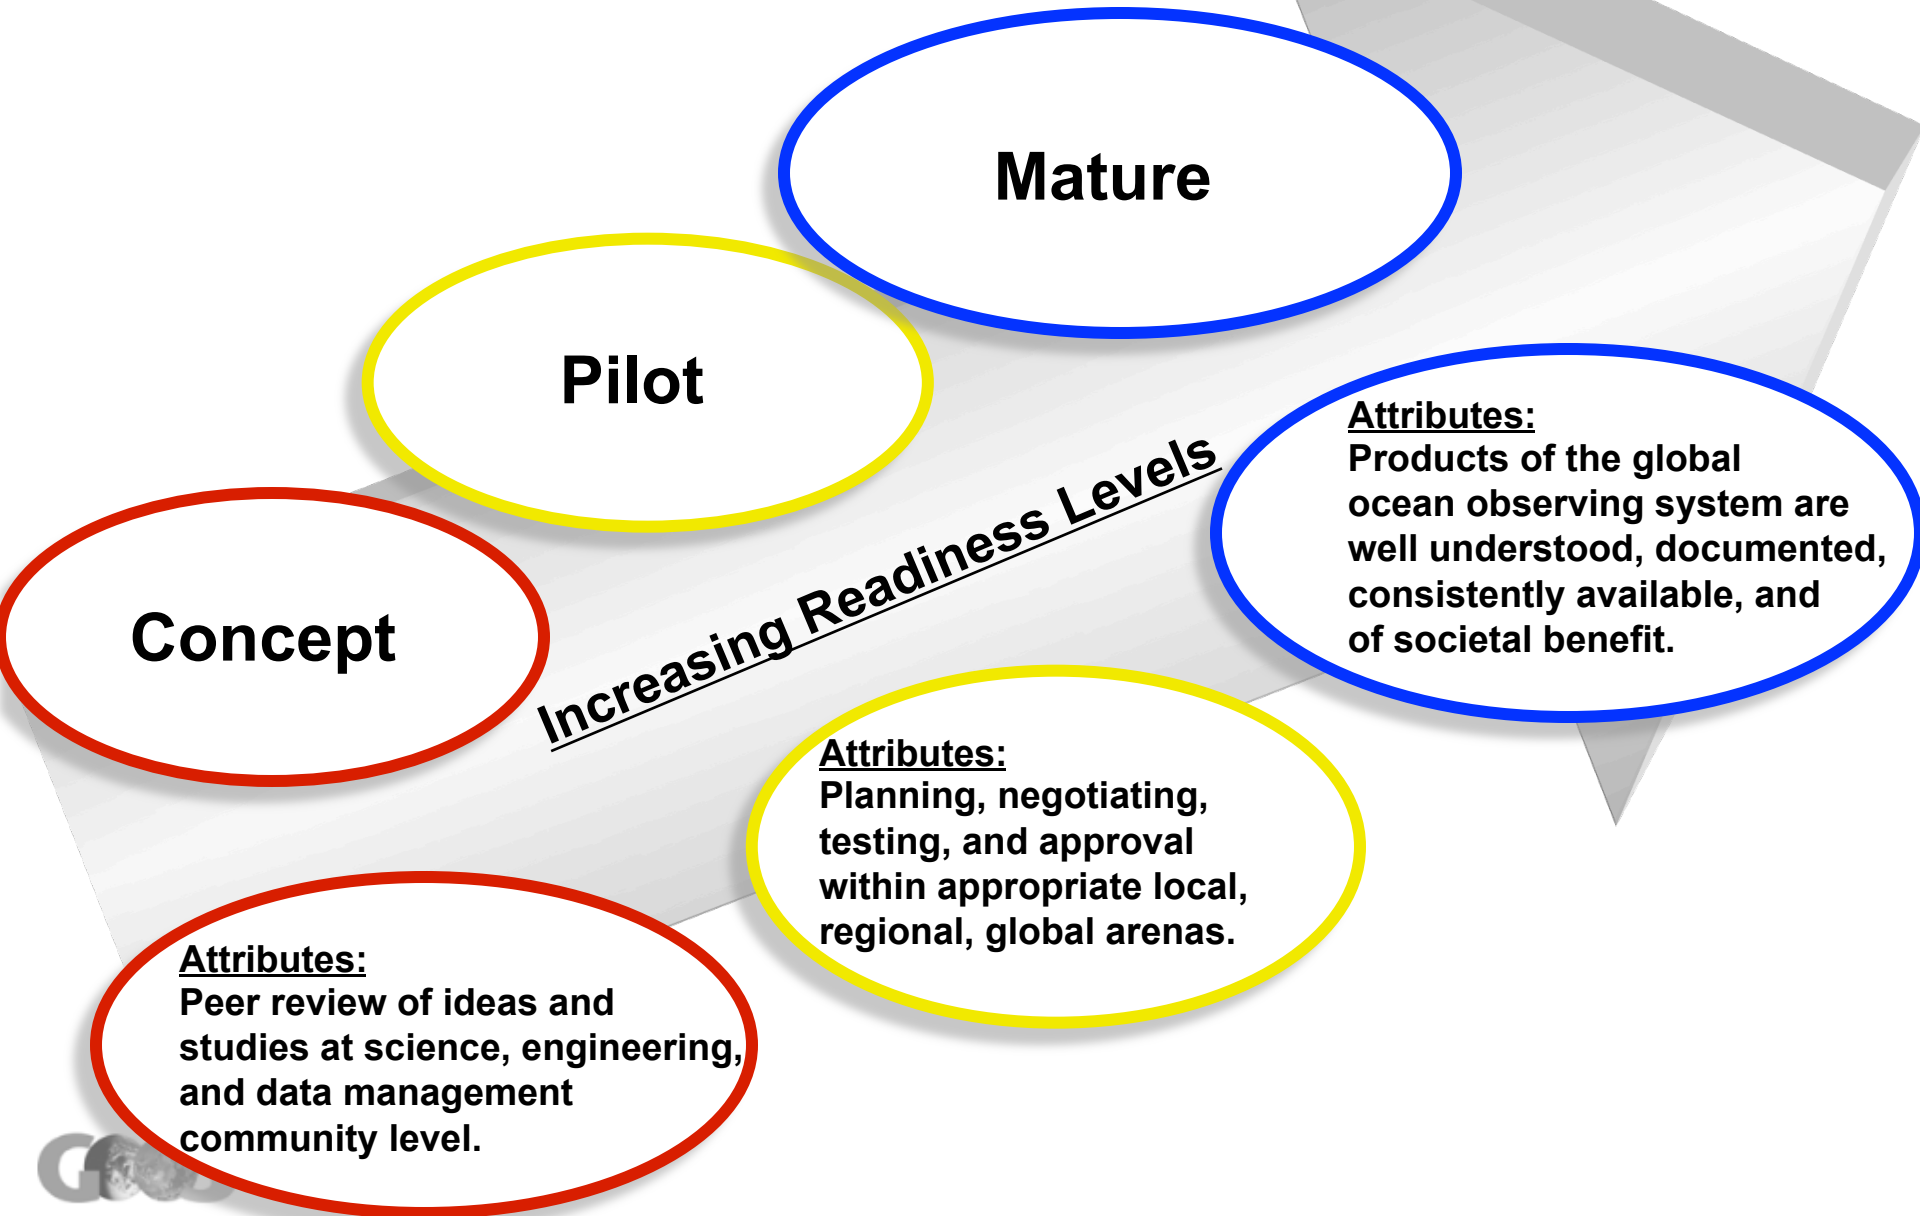 Mature
Pilot
Concept
Increasing Readiness Levels
Attributes:
Products of the global
ocean observing system are
well understood, documented,
consistently available, and
of societal benefit.
Attributes:
Planning, negotiating,
testing, and approval
within appropriate local,
regional, global arenas.
Attributes:
Peer review of ideas and
studies at science, engineering,
and data management
community level.